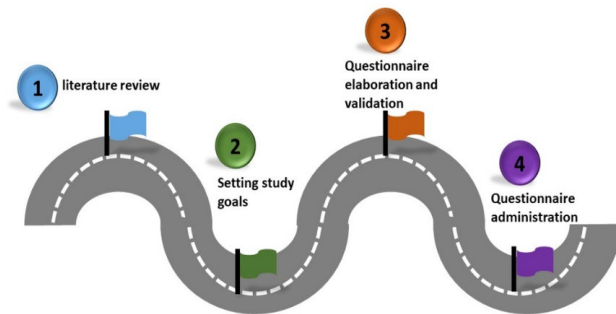 1
literature review
2
Setting study
goals
3
Questionnaire
elaboration and
validation
4
Questionnaire
administration